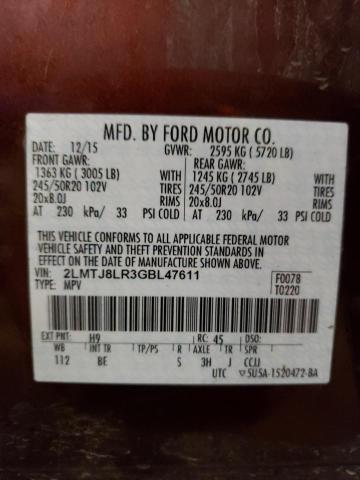 MFD. BY FORD MOTOR CO.
DATE: 12/15 GVWR: 2595 KG ( 5720 LB)
FRONT GAWR: REAR GAWR:
1363 KG ( 3005 LB) WITH 1245 KG ( 2745 LB) WITH
245/50R20 102V TIRES 245/50R20 102V TIRES
20x8.0J RIMS 20x8.0J RIMS
AT 230 kPa/ 33 PSI COLD AT 230 kPa/ 33 PSI COLD
THIS VEHICLE CONFORMS TO ALL APPLICABLE FEDERAL MOTOR
VEHICLE SAFETY AND THEFT PREVENTION STANDARDS IN
EFFECT ON THE DATE OF MANUFACTURE SHOWN ABOVE.
VIN: 2LMTJ8LR3GBL47611 F0078
TYPE: MPV T0220
EXT PNT: H9 RC: 45 DSO:
WB INT TR TP/PS R AXLE TR SPR
112 BE S 3H J CCJJ
UTC ▽5U5A-1520472-BA